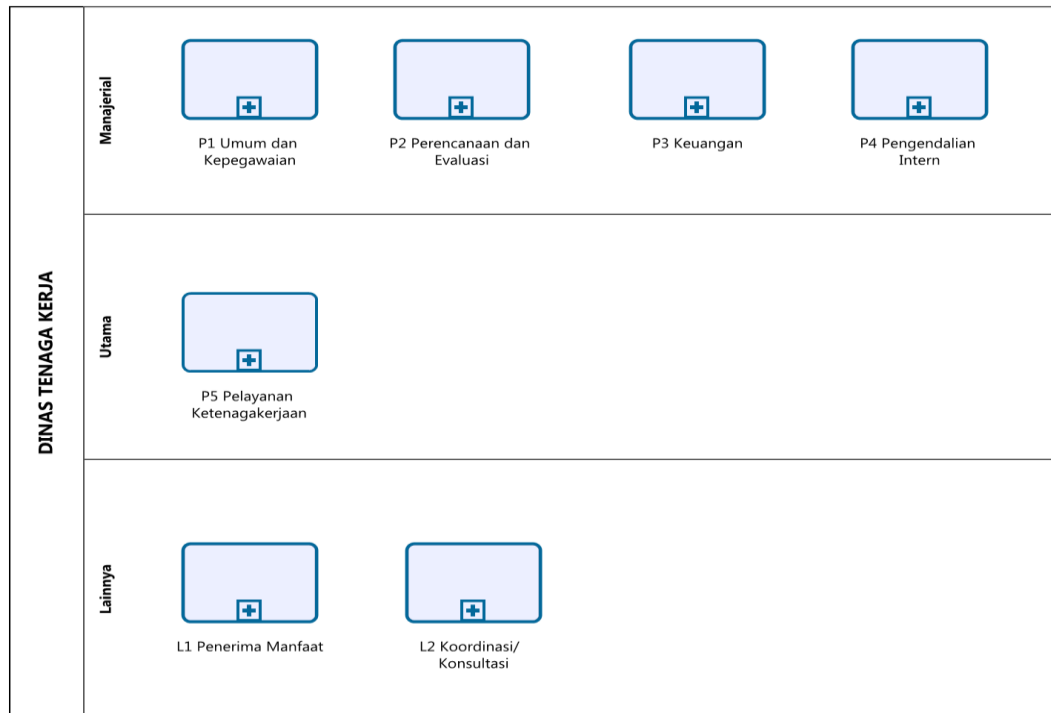 DINAS TENAGA KERJA
Manajerial
P1 Umum dan
Kepegawaian
P2 Perencanaan dan
Evaluasi
P3 Keuangan
P4 Pengendalian
Intern
Utama
P5 Pelayanan
Ketenagakerjaan
Lainnya
L1 Penerima Manfaat
L2 Koordinasi/
Konsultasi